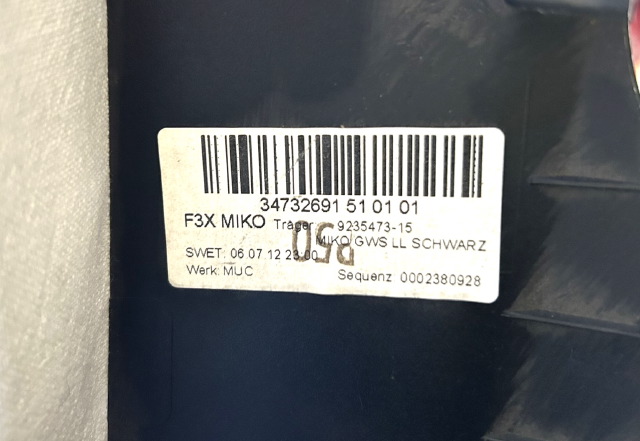 34732691 51 01 01
F3X MIKO Träger 9235473-15
MIKO GWS LL SCHWARZ
SWET: 06 07 12 23:00
Werk: MUC Sequenz 0002380928